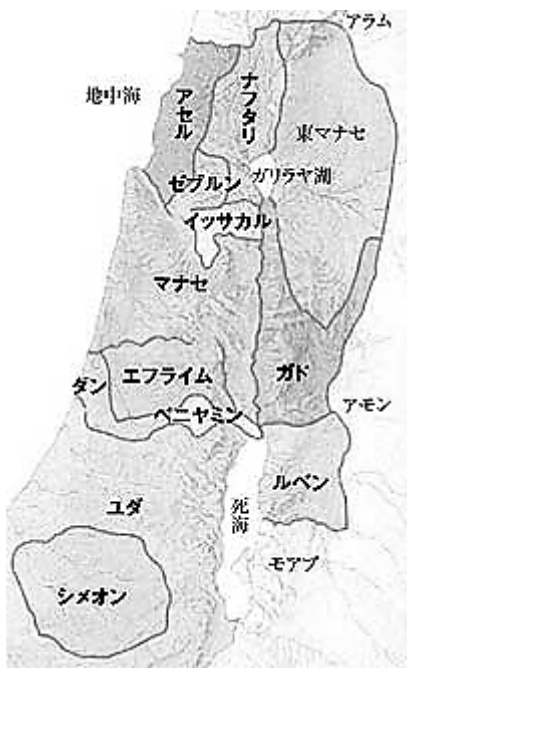 アラム
地中海
アセル
ナフタリ
東マナセ
ゼブルン
ガリラヤ湖
イッサカル
マナセ
エフライム
ダン
ガド
ベニヤミン
アモン
ルベン
ユダ
死海
モアブ
シメオン